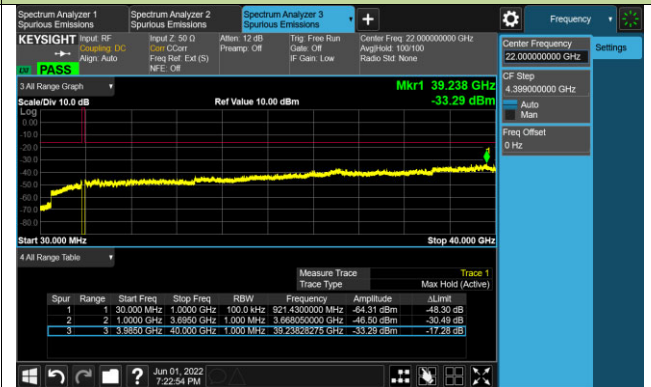 Spectrum Analyzer 1
Spurious Emissions
Spectrum Analyzer 2
Spurious Emissions
Spectrum Analyzer 3
Spurious Emissions
Frequency
KEYSIGHT
Input: RF
Coupling: DC
Align: Auto
Input Z: 50 Ω
Corr CCorr
Freq Ref: Ext (S)
NFE: Off
Atten: 12 dB
Preamp: Off
Trig: Free Run
Gate: Off
IF Gain: Low
Center Freq: 22.000000000 GHz
Avg|Hold: 100/100
Radio Std: None
PASS
Center Frequency
22.000000000 GHz
Settings
CF Step
4.399000000 GHz
Auto
Man
Freq Offset
0 Hz
3 All Range Graph
Mkr1 39.238 GHz
Scale/Div 10.0 dB
Ref Value 10.00 dBm
-33.29 dBm
Log
0.00
-10.0
-20.0
-30.0
-40.0
-50.0
-60.0
-70.0
-80.0
Start 30.000 MHz
Stop 40.000 GHz
4 All Range Table
Measure Trace Trace 1
Trace Type Max Hold (Active)
Spur Range Start Freq Stop Freq RBW Frequency Amplitude ΔLimit
1 1 30.000 MHz 1.0000 GHz 100.0 kHz 921.4300000 MHz -64.31 dBm -48.30 dB
2 2 1.0000 GHz 3.6950 GHz 1.000 MHz 3.668050000 GHz -46.50 dBm -30.49 dB
3 3 3.9850 GHz 40.000 GHz 1.000 MHz 39.23828275 GHz -33.29 dBm -17.28 dB
Jun 01, 2022
7:22:54 PM